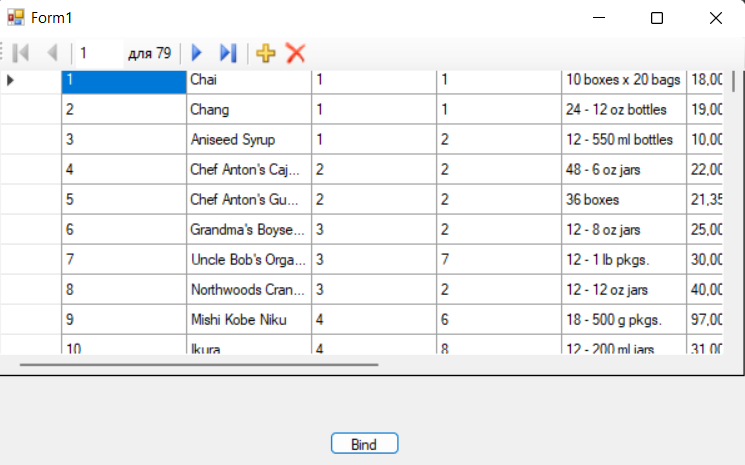 Form1
1 для 79
1 Chai 1 1 10 boxes x 20 bags 18,00
2 Chang 1 1 24 - 12 oz bottles 19,00
3 Aniseed Syrup 1 2 12 - 550 ml bottles 10,00
4 Chef Anton's Caj... 2 2 48 - 6 oz jars 22,00
5 Chef Anton's Gu... 2 2 36 boxes 21,35
6 Grandma's Boyse... 3 2 12 - 8 oz jars 25,00
7 Uncle Bob's Orga... 3 7 12 - 1 lb pkgs. 30,00
8 Northwoods Cran... 3 2 12 - 12 oz jars 40,00
9 Mishi Kobe Niku 4 6 18 - 500 g pkgs. 97,00
10 Ikura 4 8 12 - 200 ml jars 31,00
Bind